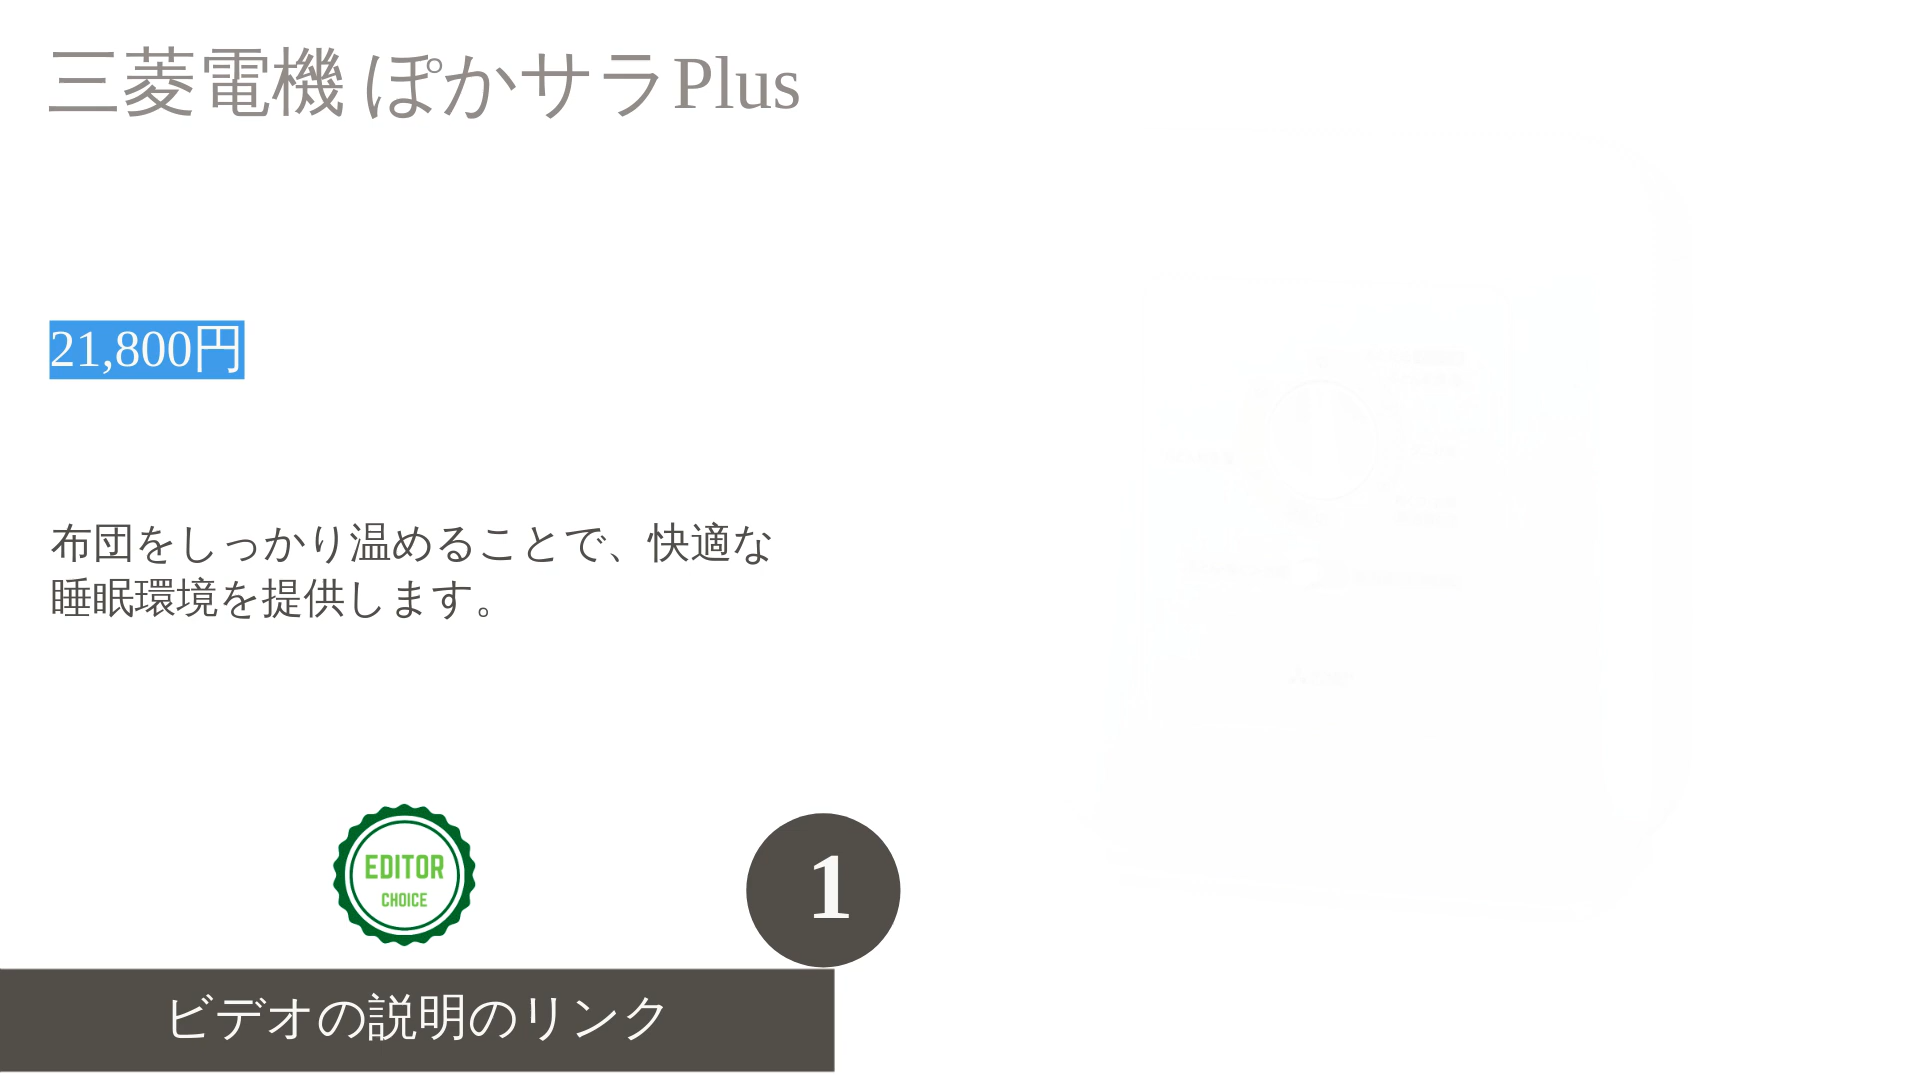 三菱電機 ぽかサラPlus
21,800円
布団をしっかり温めることで、快適な
睡眠環境を提供します。
EDITOR
CHOICE
1
ビデオの説明のリンク